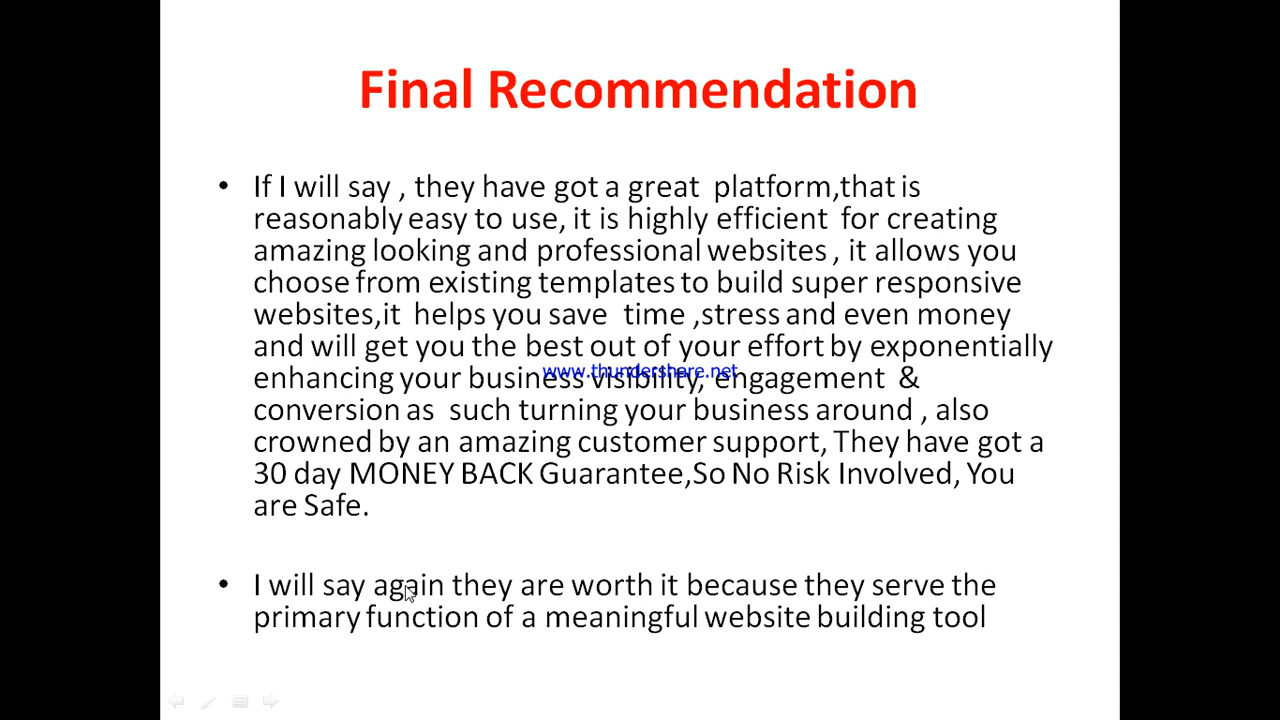 Final Recommendation
• If I will say , they have got a great platform,that is
reasonably easy to use, it is highly efficient for creating
amazing looking and professional websites , it allows you
choose from existing templates to build super responsive
websites,it helps you save time ,stress and even money
and will get you the best out of your effort by exponentially
enhancing your business visibility, engagement &
www.thundershare.net
conversion as such turning your business around , also
crowned by an amazing customer support, They have got a
30 day MONEY BACK Guarantee,So No Risk Involved, You
are Safe.
• I will say again they are worth it because they serve the
primary function of a meaningful website building tool